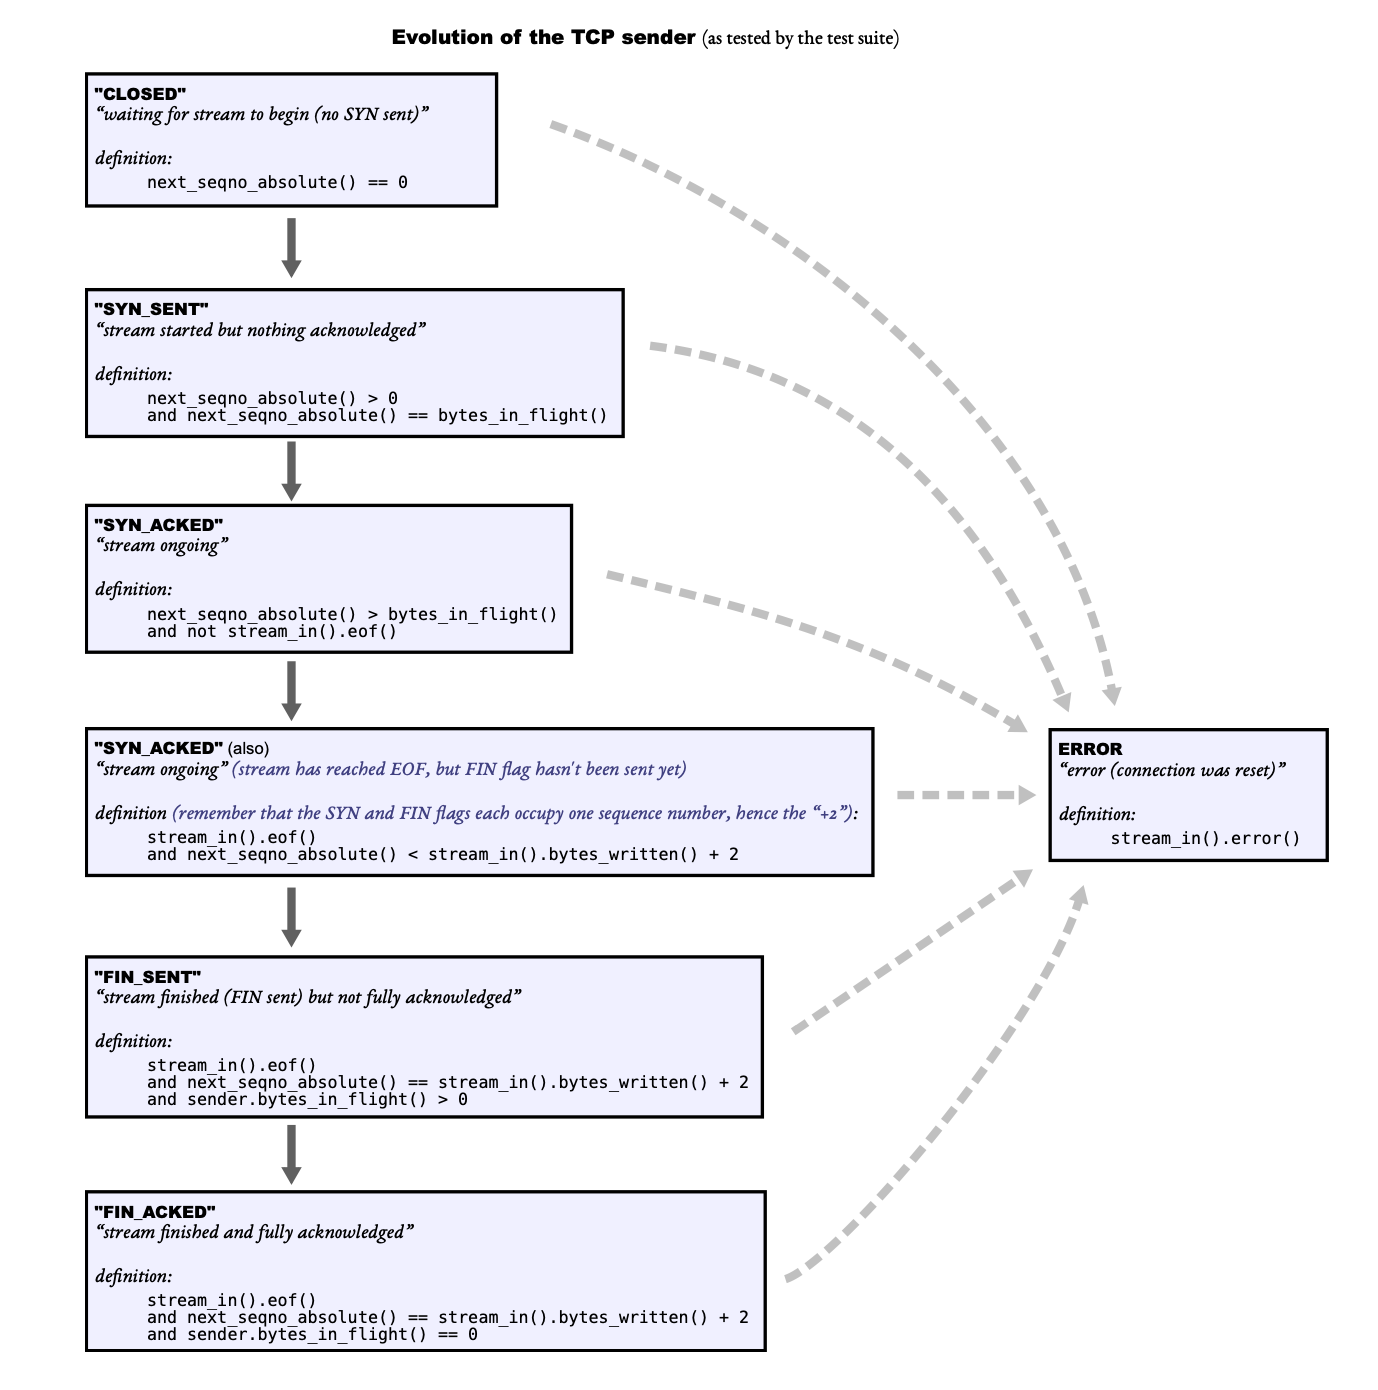 Evolution of the TCP sender (as tested by the test suite)
"CLOSED"
“waiting for stream to begin (no SYN sent)”
definition:
next_seqno_absolute() == 0
"SYN_SENT"
“stream started but nothing acknowledged”
definition:
next_seqno_absolute() > 0
and next_seqno_absolute() == bytes_in_flight()
"SYN_ACKED"
“stream ongoing”
definition:
next_seqno_absolute() > bytes_in_flight()
and not stream_in().eof()
"SYN_ACKED" (also)
“stream ongoing” (stream has reached EOF, but FIN flag hasn't been sent yet)
definition (remember that the SYN and FIN flags each occupy one sequence number, hence the “+2”):
stream_in().eof()
and next_seqno_absolute() < stream_in().bytes_written() + 2
ERROR
“error (connection was reset)”
definition:
stream_in().error()
"FIN_SENT"
“stream finished (FIN sent) but not fully acknowledged”
definition:
stream_in().eof()
and next_seqno_absolute() == stream_in().bytes_written() + 2
and sender.bytes_in_flight() > 0
"FIN_ACKED"
“stream finished and fully acknowledged”
definition:
stream_in().eof()
and next_seqno_absolute() == stream_in().bytes_written() + 2
and sender.bytes_in_flight() == 0